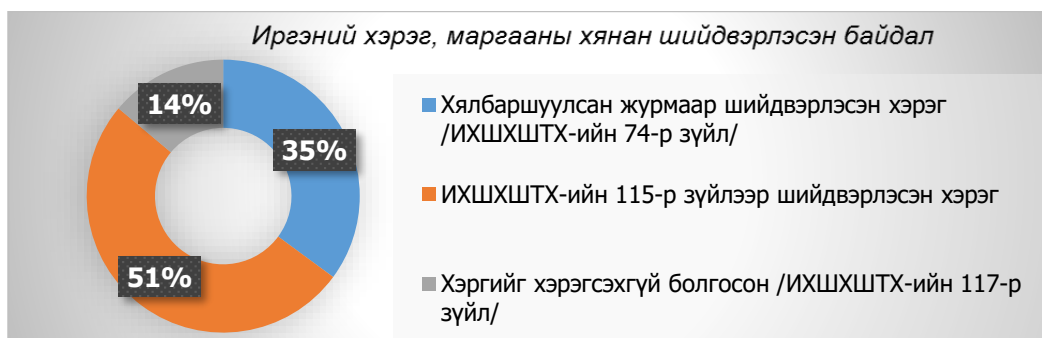 Иргэний хэрэг, маргааны хянан шийдвэрлэсэн байдал
14%
35%
51%
Хялбаршуулсан журмаар шийдвэрлэсэн хэрэг
/ИХШХШТХ-ийн 74-р зүйл/
ИХШХШТХ-ийн 115-р зүйлээр шийдвэрлэсэн хэрэг
Хэргийг хэрэгсэхгүй болгосон /ИХШХШТХ-ийн 117-р
зүйл/